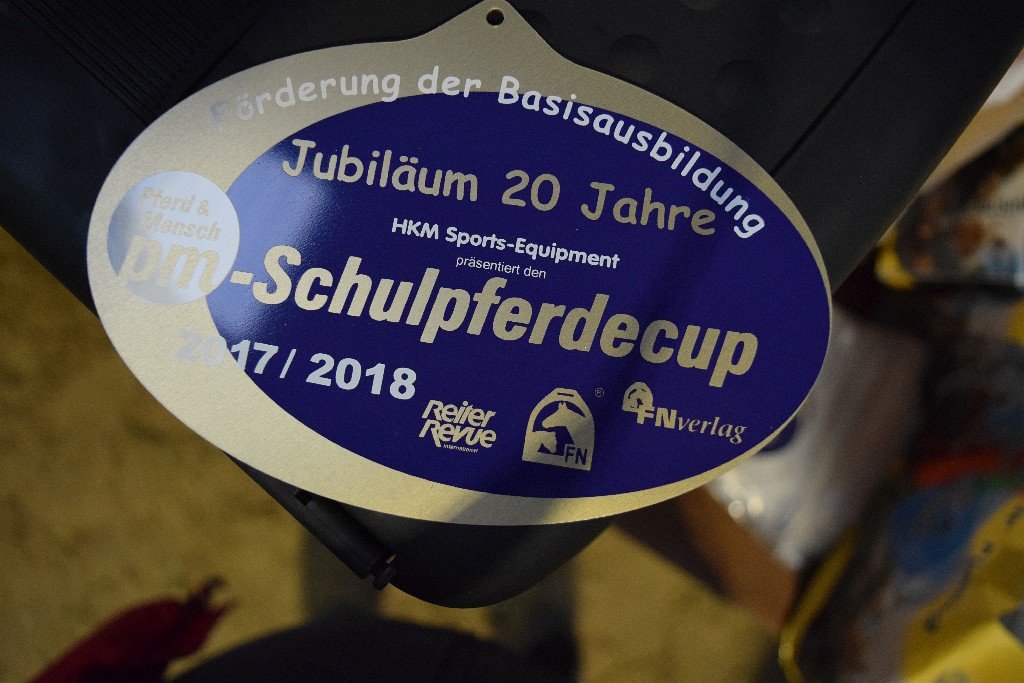 Förderung der Basisausbildung
Jubiläum 20 Jahre
HKM Sports-Equipment
präsentiert den
Pferd &
Mensch
pm-Schulpferdecup
2017/2018
Reiter
Revue
International
FN
®
FNverlag